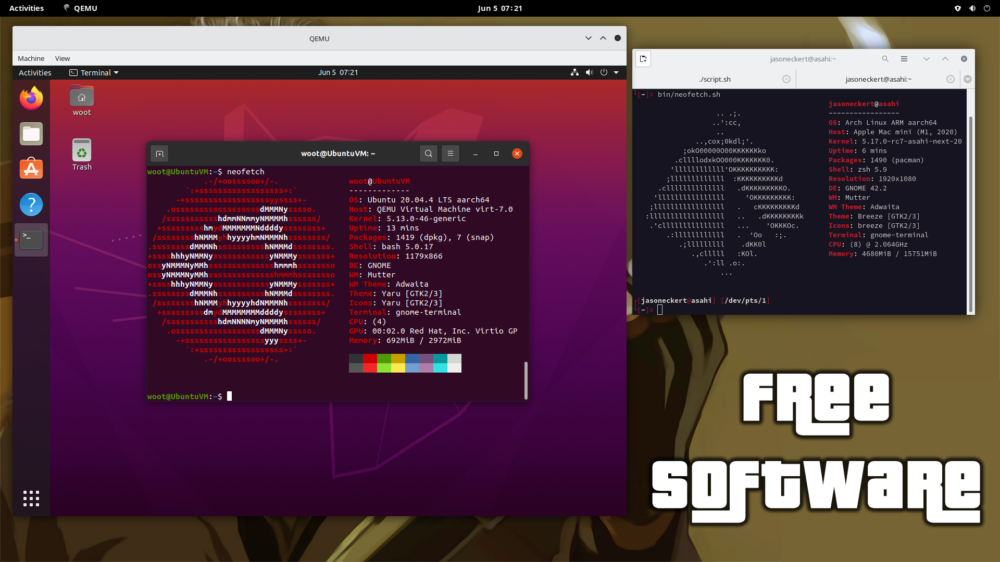 Activities QEMU Jun 5 07:21
QEMU
Machine View
Activities Terminal Jun 5 07:21
woot
Trash
woot@UbuntuVM: ~
woot@UbuntuVM:~$ neofetch
.-/+oossssoo+/-. woot@UbuntuVM
`:+ssssssssssssssssss+:` -------------
-+ssssssssssssssssssyyssss+- OS: Ubuntu 20.04.4 LTS aarch64
.ossssssssssssssssssdMMMNysssso. Host: QEMU Virtual Machine virt-7.0
/ssssssssssshdmmNNmmyNMMMMhssssss/ Kernel: 5.13.0-46-generic
+ssssssssshmydMMMMMMMNddddyssssssss+ Uptime: 13 mins
/sssssssshNMMMyhhyyyyhmNMMMNhssssssss/ Packages: 1419 (dpkg), 7 (snap)
.ssssssssdMMMNhsssssssssshNMMMdssssssss. Shell: bash 5.0.17
+sssshhhyNMMNyssssssssssssyNMMMysssssss+ Resolution: 1179x866
ossyNMMMNyMMhsssssssssssssshmmmhssssssso DE: GNOME
ossyNMMMNyMMhsssssssssssssshmmmhssssssso WM: Mutter
+sssshhhyNMMNyssssssssssssyNMMMysssssss+ WM Theme: Adwaita
.ssssssssdMMMNhsssssssssshNMMMdssssssss. Theme: Yaru [GTK2/3]
/sssssssshNMMMyhhyyyyhdNMMMNhssssssss/ Icons: Yaru [GTK2/3]
+sssssssssdmydMMMMMMMMddddyssssssss+ Terminal: gnome-terminal
/ssssssssssshdmNNNNmyNMMMMhssssss/ CPU: (4)
.ossssssssssssssssssdMMMNysssso. GPU: 00:02.0 Red Hat, Inc. Virtio GP
-+sssssssssssssssssyyyssss+- Memory: 692MiB / 2972MiB
`:+ssssssssssssssssss+:`
.-/+oossssoo+/-.
woot@UbuntuVM:~$
jasoneckert@asahi:~
./script.sh jasoneckert@asahi:~
[~]> bin/neofetch.sh
jasoneckert@asahi
.. .;. -----------------
..':cc, OS: Arch Linux ARM aarch64
.. Host: Apple Mac mini (M1, 2020)
..,cox;0kdl;'. Kernel: 5.17.0-rc7-asahi-next-20
;okOOOOOOO00KKKKKKko Uptime: 6 mins
.cllllodxkOO000KKKKKKK0. Packages: 1490 (pacman)
'llllllllllll'OKKKKKKKKKK: Shell: zsh 5.9
;lllllllllllll :KKKKKKKKKKd Resolution: 1920x1080
.cllllllllllllll .dKKKKKKKKKO. DE: GNOME 42.2
'llllllllllllllll 'OKKKKKKKKK: WM: Mutter
;lllllllllllllllll . cKKKKKKKKKd WM Theme: Adwaita
:llllllllllllllllll .. .dKKKKKKKKk Theme: Breeze [GTK2/3]
.'clllllllllllllll ... 'OKKKOc. Icons: breeze [GTK2/3]
.:llllllllllll . 'Oo :;. Terminal: gnome-terminal
.;lllllllll .dKK0l CPU: (8) @ 2.064GHz
.,clllll :KOl. Memory: 4680MiB / 15751MiB
.':ll .o:.
...
[jasoneckert@asahi] [/dev/pts/1]
[~]>
FREE
SOFTWARE